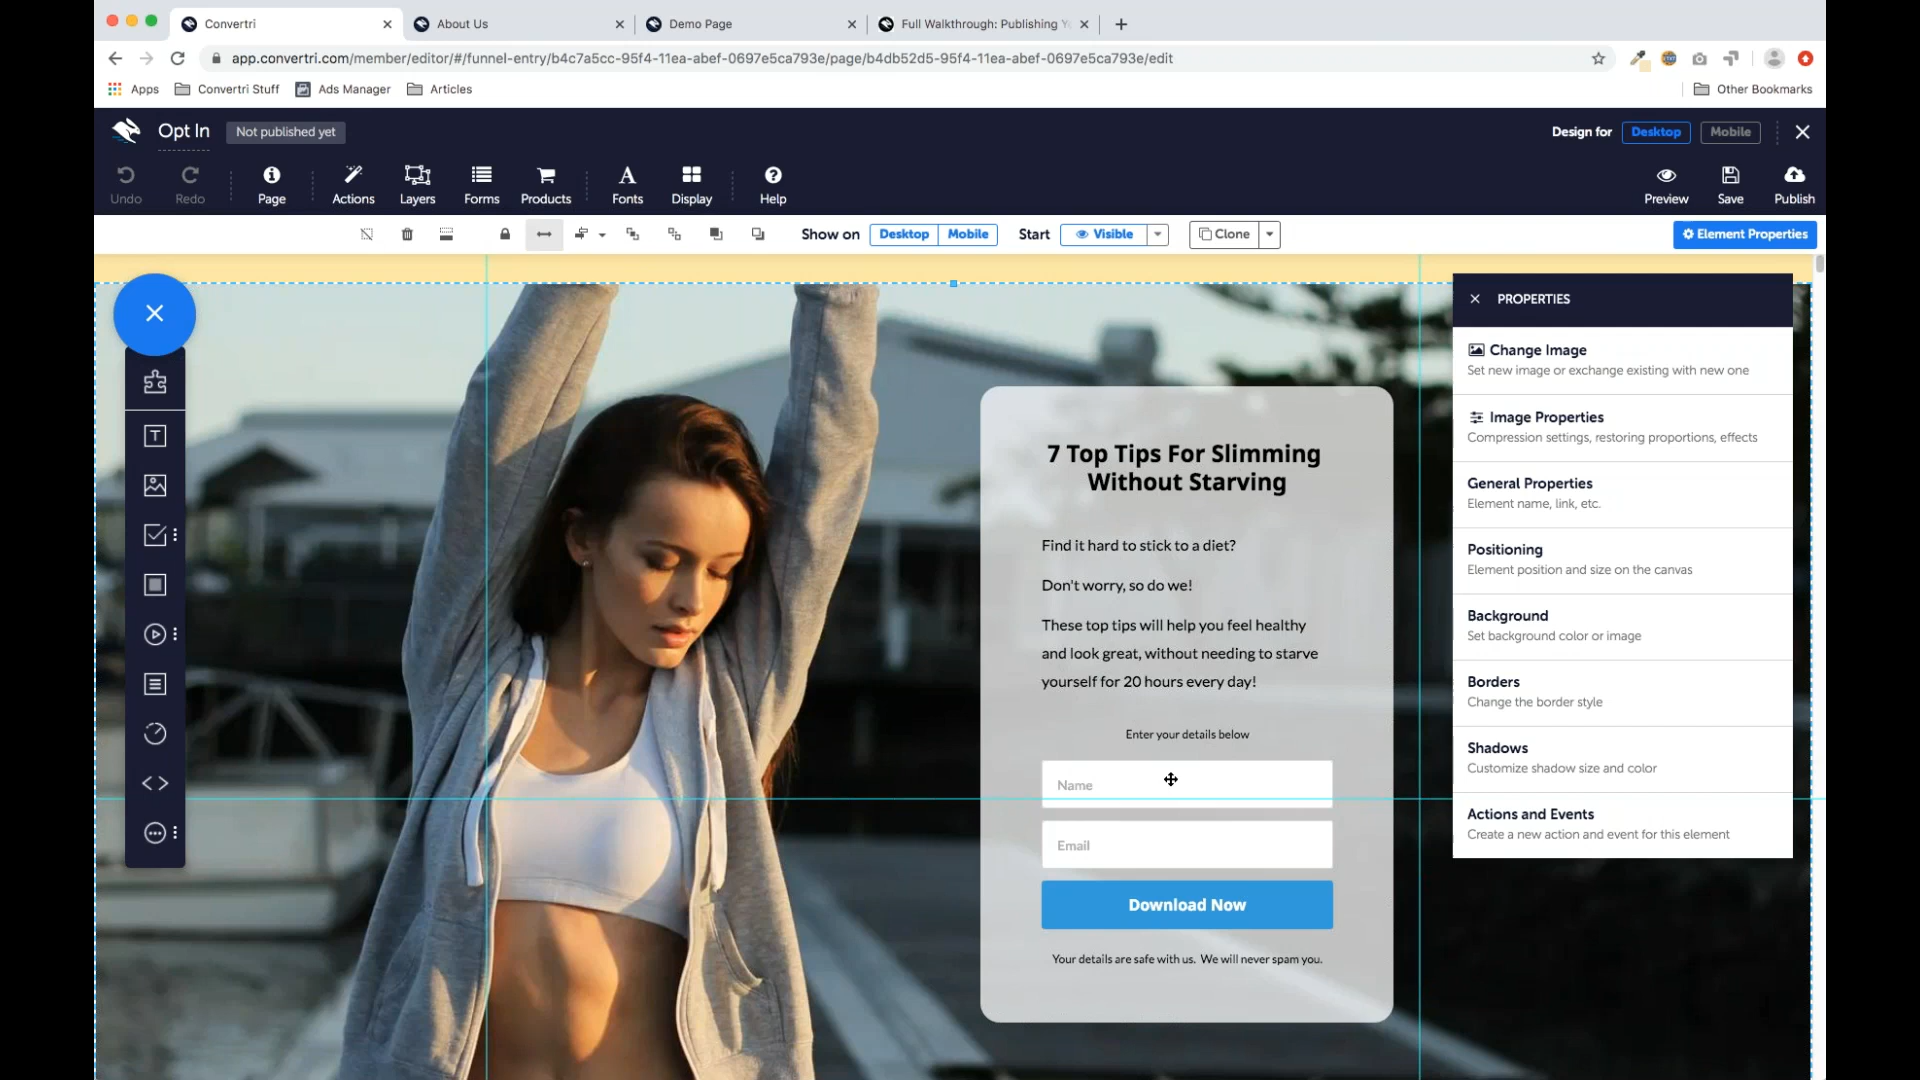 Convertri
About Us
Demo Page
Full Walkthrough: Publishing Y
app.convertri.com/member/editor/#/funnel-entry/b4c7a5cc-95f4-11ea-abef-0697e5ca793e/page/b4db52d5-95f4-11ea-abef-0697e5ca793e/edit
Apps
Convertri Stuff
Ads Manager
Articles
Other Bookmarks
Opt In
Not published yet
Design for
Desktop
Mobile
Undo
Redo
Page
Actions
Layers
Forms
Products
Fonts
Display
Help
Preview
Save
Publish
Show on
Desktop
Mobile
Start
Visible
Clone
Element Properties
PROPERTIES
Change Image
Set new image or exchange existing with new one
Image Properties
Compression settings, restoring proportions, effects
General Properties
Element name, link, etc.
Positioning
Element position and size on the canvas
Background
Set background color or image
Borders
Change the border style
Shadows
Customize shadow size and color
Actions and Events
Create a new action and event for this element
7 Top Tips For Slimming
Without Starving
Find it hard to stick to a diet?
Don't worry, so do we!
These top tips will help you feel healthy
and look great, without needing to starve
yourself for 20 hours every day!
Enter your details below
Name
Email
Download Now
Your details are safe with us. We will never spam you.